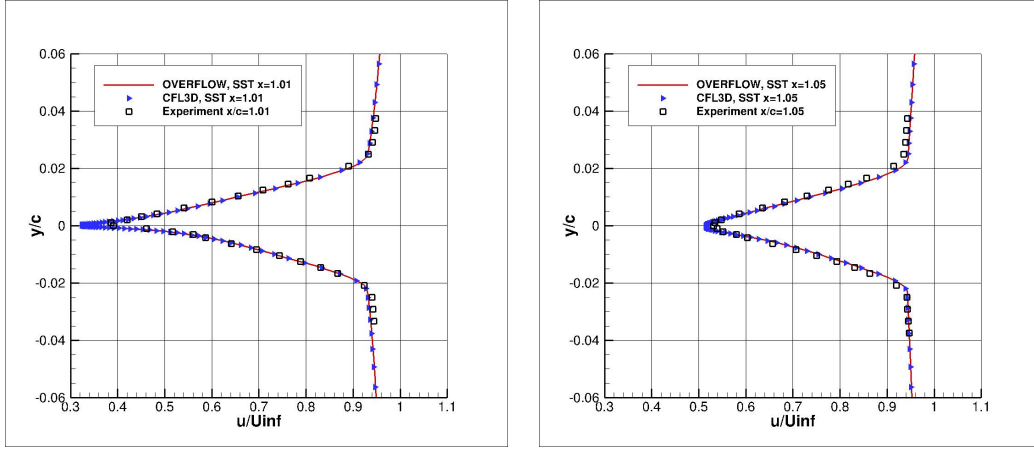 OVERFLOW, SST x=1.01
CFL3D, SST x=1.01
Experiment x/c=1.01
y/c
0.06
0.04
0.02
0
-0.02
-0.04
-0.06
0.3 0.4 0.5 0.6 0.7 0.8 0.9 1 1.1
u/Uinf
OVERFLOW, SST x=1.05
CFL3D, SST x=1.05
Experiment x/c=1.05
y/c
0.06
0.04
0.02
0
-0.02
-0.04
-0.06
0.3 0.4 0.5 0.6 0.7 0.8 0.9 1 1.1
u/Uinf